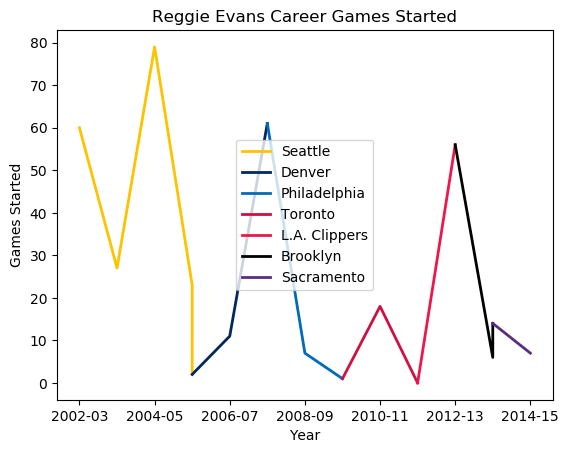 Reggie Evans Career Games Started
80
70
60
50
40
30
20
10
0
Games Started
Seattle
Denver
Philadelphia
Toronto
L.A. Clippers
Brooklyn
Sacramento
2002-03 2004-05 2006-07 2008-09 2010-11 2012-13 2014-15
Year